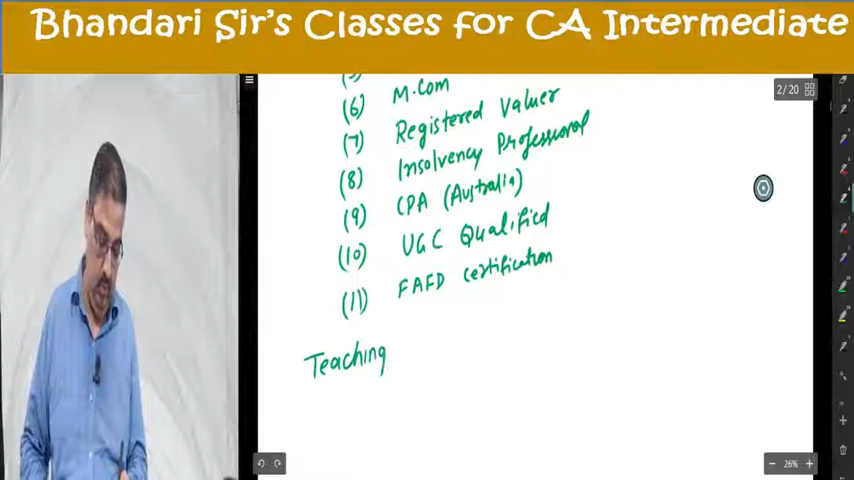 Bhandari Sir's Classes for CA Intermediate
2/20
(6) M.Com
(7) Registered Valuer
(8) Insolvency Professional
(9) CPA (Australia)
(10) UGC Qualified
(11) FAFD certification
Teaching
26%